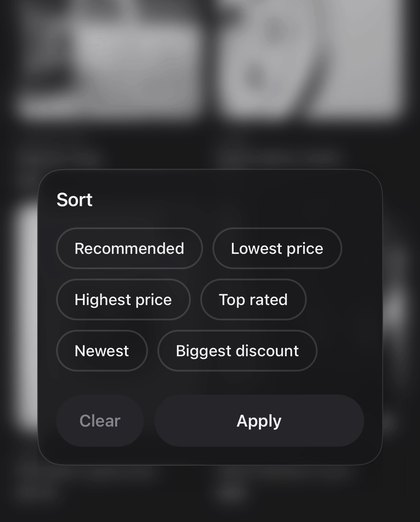 Sort
Recommended
Lowest price
Highest price
Top rated
Newest
Biggest discount
Clear
Apply